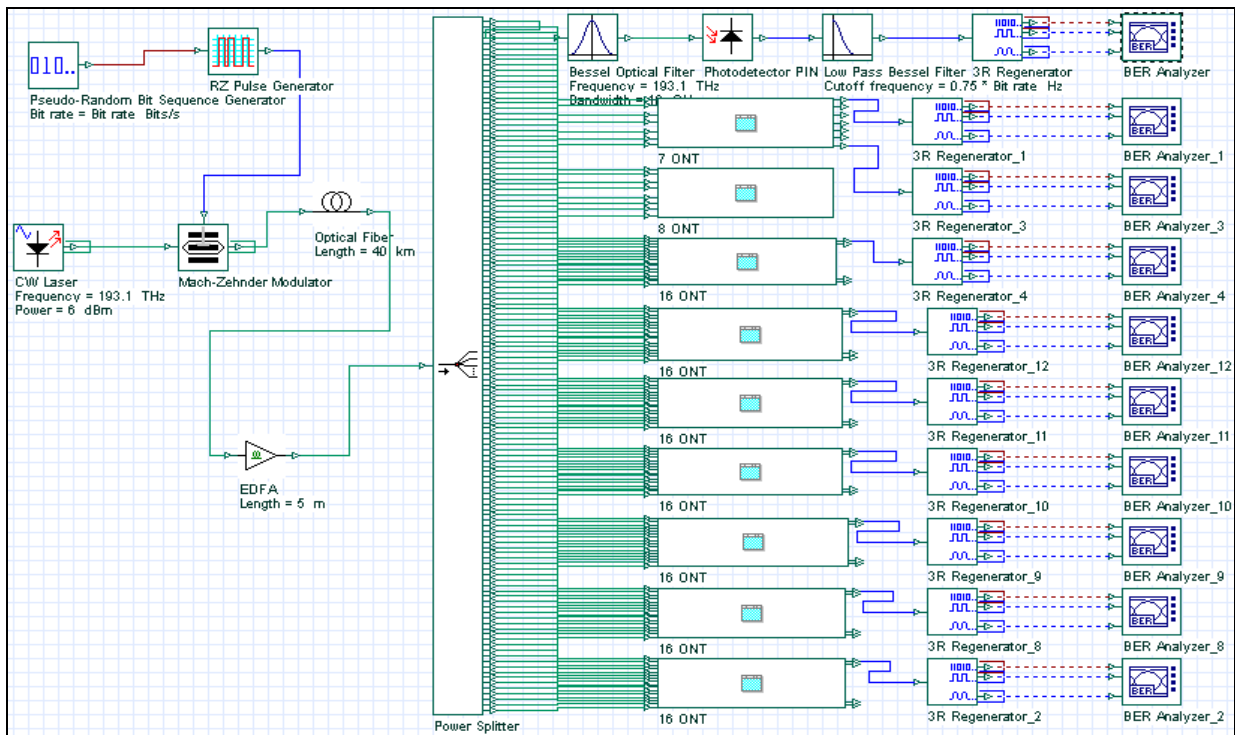 Pseudo-Random Bit Sequence Generator
Bit rate = Bit rate Bits/s
RZ Pulse Generator
CW Laser
Frequency = 193.1 THz
Power = 6 dBm
Mach-Zehnder Modulator
Optical Fiber
Length = 40 km
EDFA
Length = 5 m
Power Splitter
Bessel Optical Filter
Frequency = 193.1 THz
Bandwidth =
Photodetector PIN
Low Pass Bessel Filter
Cutoff frequency = 0.75 * Bit rate Hz
3R Regenerator
BER Analyzer
7 ONT
3R Regenerator_1
BER Analyzer_1
8 ONT
3R Regenerator_3
BER Analyzer_3
16 ONT
3R Regenerator_4
BER Analyzer_4
16 ONT
3R Regenerator_12
BER Analyzer_12
16 ONT
3R Regenerator_11
BER Analyzer_11
16 ONT
3R Regenerator_10
BER Analyzer_10
16 ONT
3R Regenerator_9
BER Analyzer_9
16 ONT
3R Regenerator_8
BER Analyzer_8
16 ONT
3R Regenerator_2
BER Analyzer_2